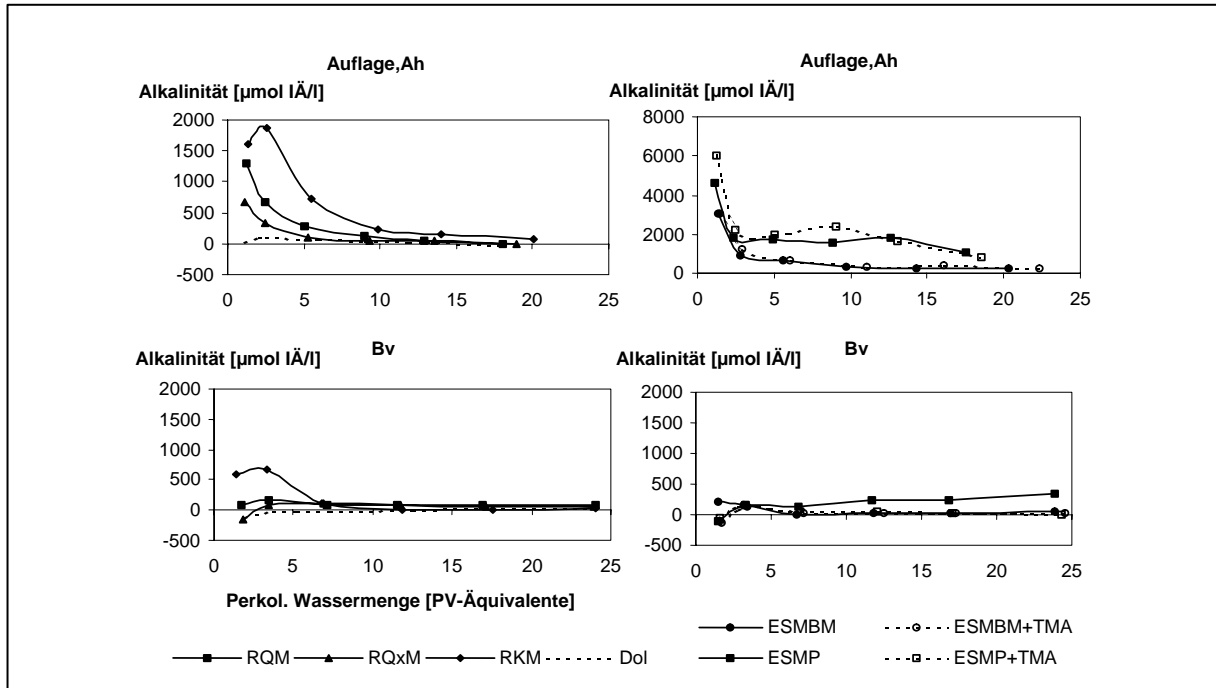 Auflage,Ah
Alkalinität [µmol IÄ/l]
2000
1500
1000
500
0
-500
0 5 10 15 20 25
Auflage,Ah
Alkalinität [µmol IÄ/l]
8000
6000
4000
2000
0
0 5 10 15 20 25
Bv
Alkalinität [µmol IÄ/l]
2000
1500
1000
500
0
-500
0 5 10 15 20 25
Perkol. Wassermenge [PV-Äquivalente]
RQM RQxM RKM Dol
Bv
Alkalinität [µmol IÄ/l]
2000
1500
1000
500
0
-500
0 5 10 15 20 25
ESMBM ESMBM+TMA
ESMP ESMP+TMA